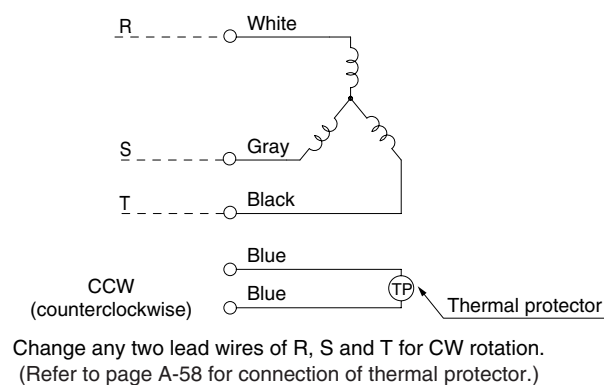 R
White
S
Gray
T
Black
Blue
CCW
(counterclockwise)
Blue
TP
Thermal protector
Change any two lead wires of R, S and T for CW rotation.
(Refer to page A-58 for connection of thermal protector.)